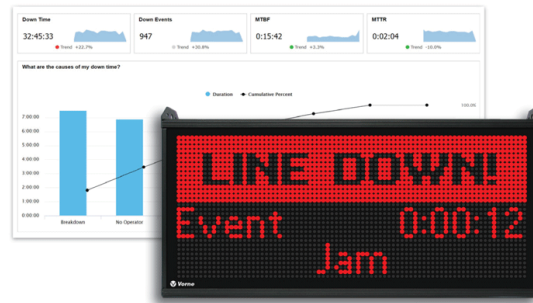 Down Time
32:45:33
Trend +22.7%
Down Events
947
Trend +30.8%
MTBF
0:15:42
Trend +3.3%
MTTR
0:02:04
Trend -10.0%
What are the causes of my down time?
Duration
Cumulative Percent
7:00:00
6:00:00
5:00:00
4:00:00
3:00:00
2:00:00
1:00:00
0:00:00
100.0%
Breakdown
No Operator
LINE DOWN!
Event 0:00:12
Jam
Vorne